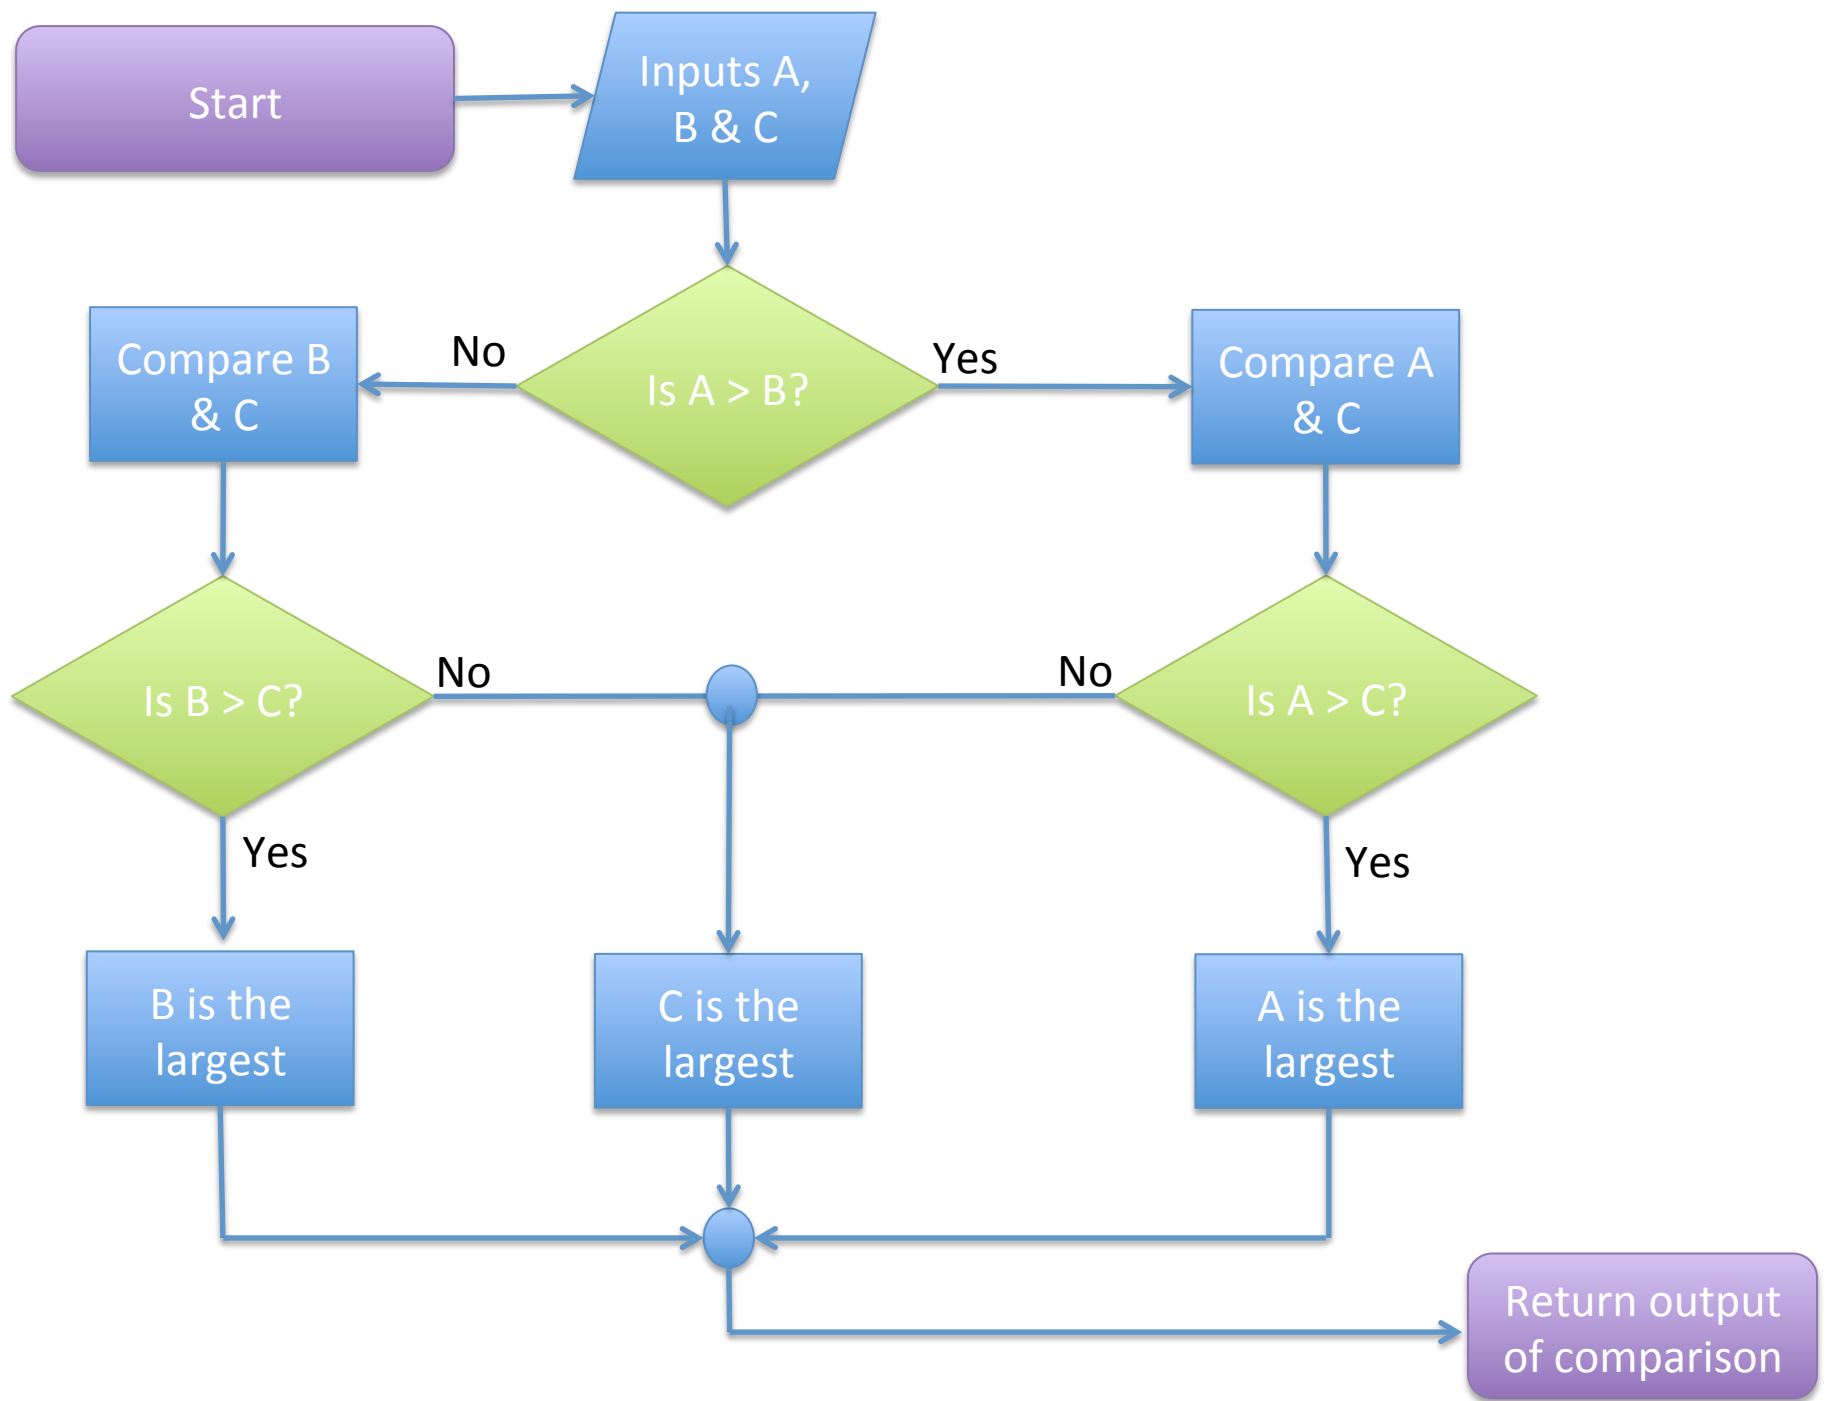 Start
Inputs A,
B & C
Compare B
& C
No
Is A > B?
Yes
Compare A
& C
Is B > C?
No
No
Is A > C?
Yes
Yes
B is the
largest
C is the
largest
A is the
largest
Return output
of comparison